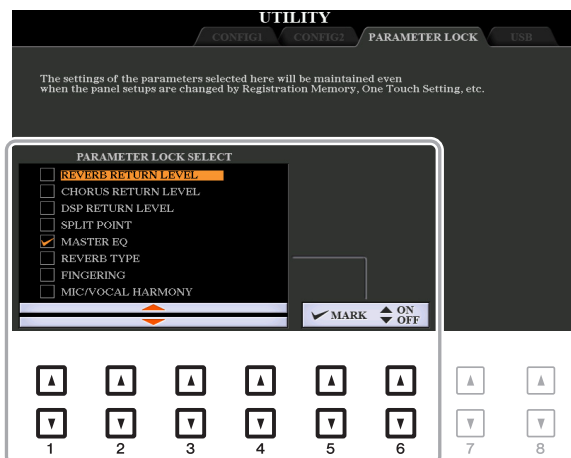 UTILITY
CONFIG1 CONFIG2 PARAMETER LOCK USB
The settings of the parameters selected here will be maintained even
when the panel setups are changed by Registration Memory, One Touch Setting, etc.
PARAMETER LOCK SELECT
REVERB RETURN LEVEL
CHORUS RETURN LEVEL
DSP RETURN LEVEL
SPLIT POINT
MASTER EQ
REVERB TYPE
FINGERING
MIC/VOCAL HARMONY
MARK ON
OFF
1 2 3 4 5 6 7 8